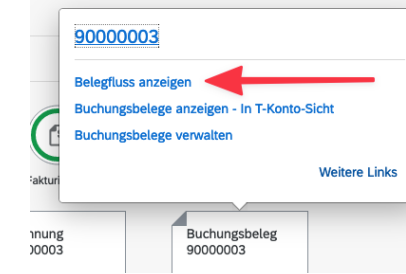 90000003
Belegfluss anzeigen
Buchungsbelege anzeigen - In T-Konto-Sicht
Buchungsbelege verwalten
Weitere Links
Buchungsbeleg
90000003